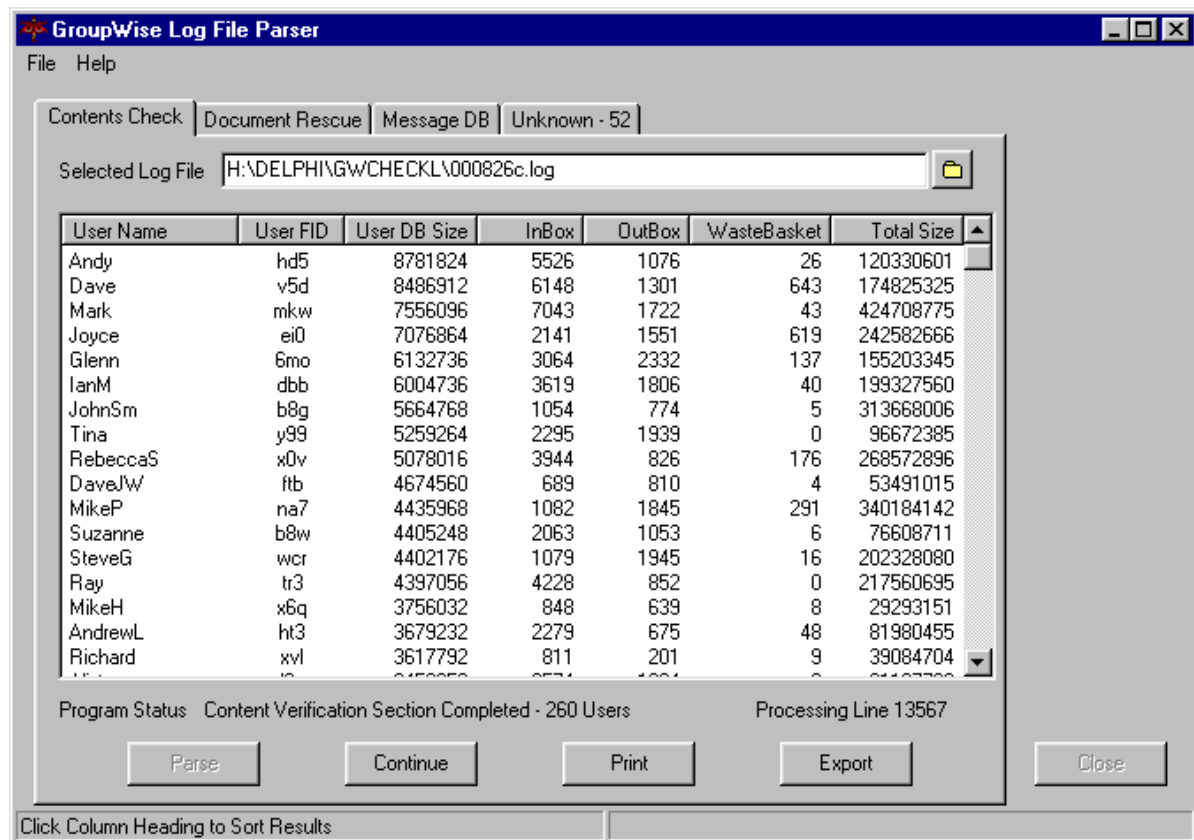 GroupWise Log File Parser
File Help
Contents Check Document Rescue Message DB Unknown - 52
Selected Log File H:\DELPHI\GWCHECKL\000826c.log
User Name User FID User DB Size InBox OutBox WasteBasket Total Size
Andy hd5 8781824 5526 1076 26 120330601
Dave v5d 8486912 6148 1301 643 174825325
Mark mkw 7556096 7043 1722 43 424708775
Joyce ei0 7076864 2141 1551 619 242582666
Glenn 6mo 6132736 3064 2332 137 155203345
IanM dbb 6004736 3619 1806 40 199327560
JohnSm b8g 5664768 1054 774 5 313668006
Tina y99 5259264 2295 1939 0 96672385
RebeccaS x0v 5078016 3944 826 176 268572896
DaveJW ftb 4674560 689 810 4 53491015
MikeP na7 4435968 1082 1845 291 340184142
Suzanne b8w 4405248 2063 1053 6 76608711
SteveG wcr 4402176 1079 1945 16 202328080
Ray tr3 4397056 4228 852 0 217560695
MikeH x6q 3756032 848 639 8 29293151
AndrewL ht3 3679232 2279 675 48 81980455
Richard xvl 3617792 811 201 9 39084704
Program Status Content Verification Section Completed - 260 Users Processing Line 13567
Parse Continue Print Export Close
Click Column Heading to Sort Results